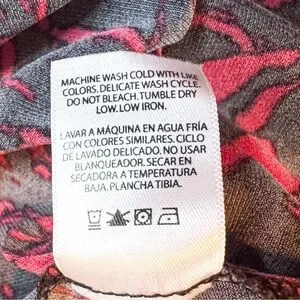 MACHINE WASH COLD WITH LIKE
COLORS. DELICATE WASH CYCLE.
DO NOT BLEACH. TUMBLE DRY
LOW. LOW IRON.
LAVAR A MÁQUINA EN AGUA FRÍA
CON COLORES SIMILARES. CICLO
DE LAVADO DELICADO. NO USAR
BLANQUEADOR. SECAR EN
SECADORA A TEMPERATURA
BAJA. PLANCHA TIBIA.